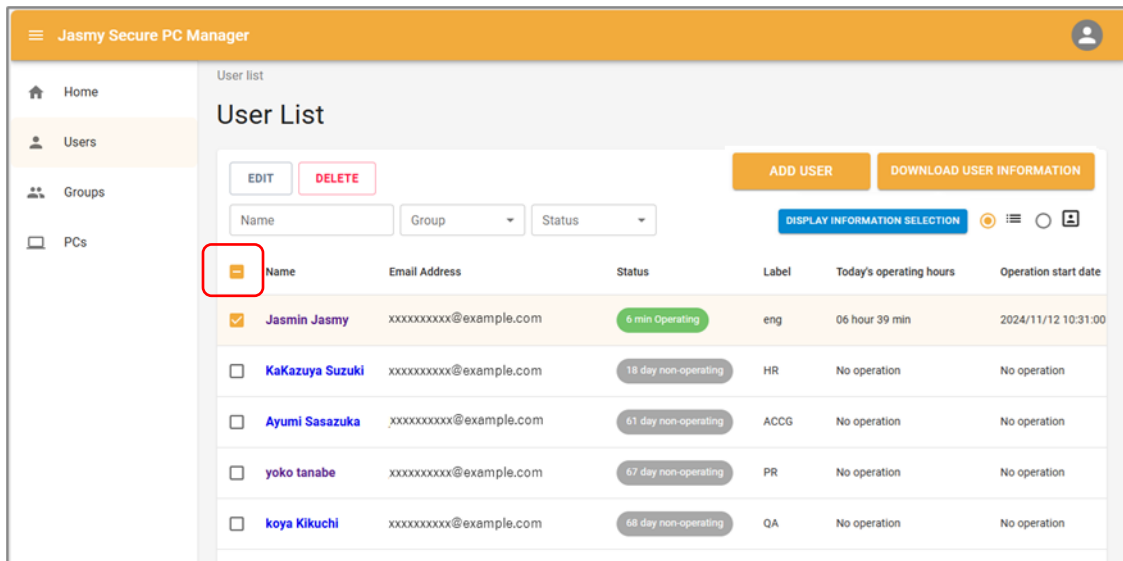 Jasmy Secure PC Manager
Home
Users
Groups
PCs
User list
User List
EDIT DELETE ADD USER DOWNLOAD USER INFORMATION
Name Group Status DISPLAY INFORMATION SELECTION
Name Email Address Status Label Today's operating hours Operation start date
Jasmin Jasmy xxxxxxxxxx@example.com 6 min Operating eng 06 hour 39 min 2024/11/12 10:31:00
KaKazuya Suzuki xxxxxxxxxx@example.com 18 day non-operating HR No operation No operation
Ayumi Sasazuka xxxxxxxxxx@example.com 61 day non-operating ACCG No operation No operation
yoko tanabe xxxxxxxxxx@example.com 67 day non-operating PR No operation No operation
koya Kikuchi xxxxxxxxxx@example.com 68 day non-operating QA No operation No operation